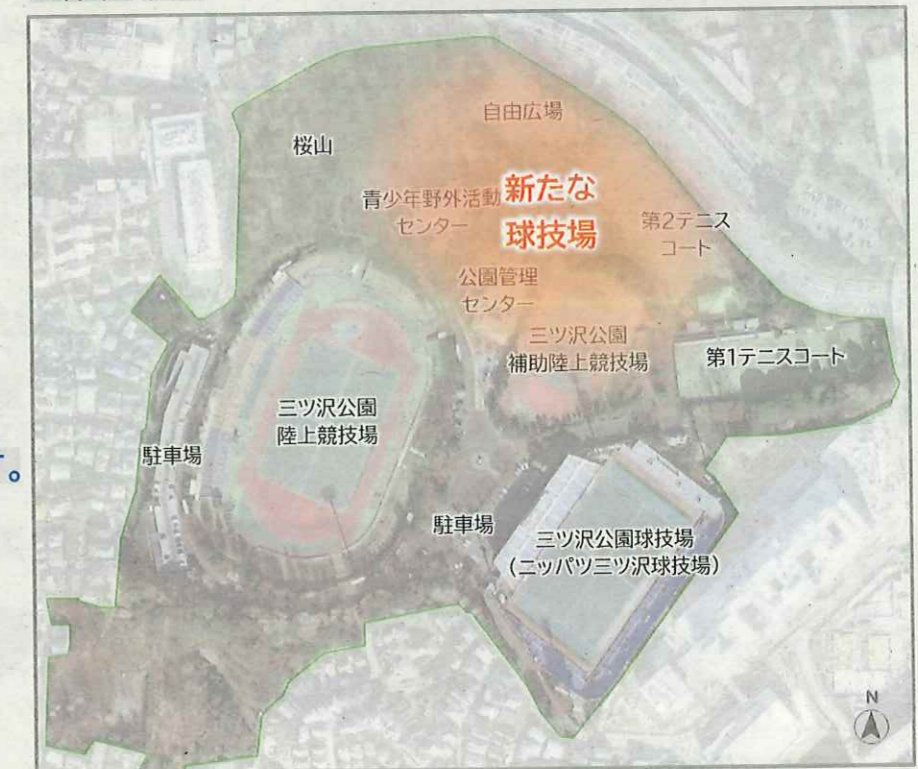 自由広場
桜山
青少年野外活動
センター
新たな
球技場
第2テニス
コート
公園管理
センター
三ツ沢公園
補助陸上競技場
第1テニスコート
三ツ沢公園
陸上競技場
駐車場
駐車場
三ツ沢公園球技場
(ニッパツ三ツ沢球技場)
N
。